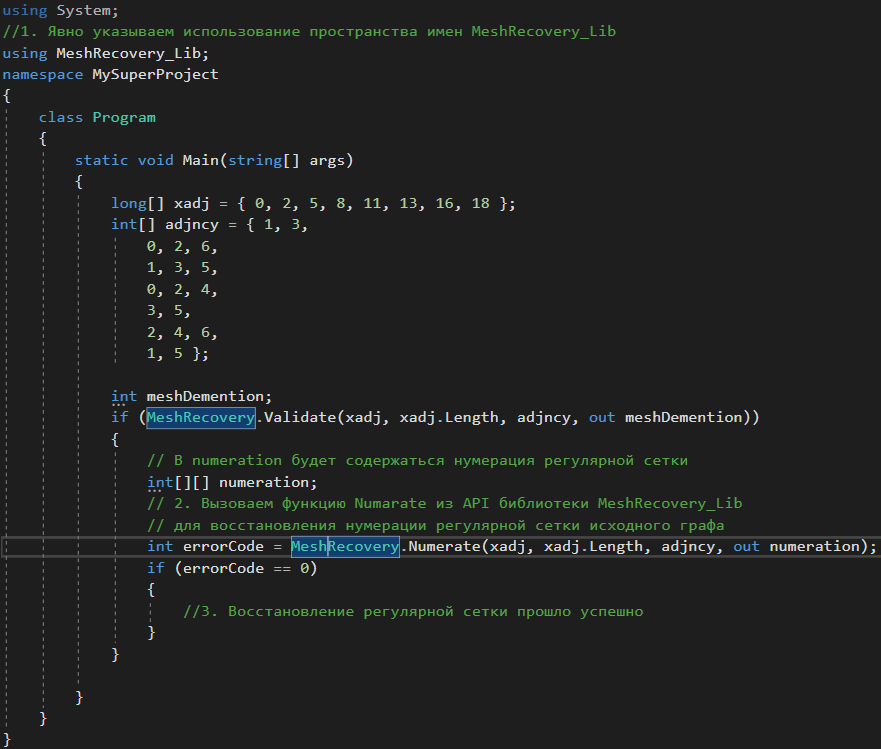 using System;
//1. Явно указываем использование пространства имен MeshRecovery_Lib
using MeshRecovery_Lib;
namespace MySuperProject
{
    class Program
    {
        static void Main(string[] args)
        {
            long[] xadj = { 0, 2, 5, 8, 11, 13, 16, 18 };
            int[] adjncy = { 1, 3,
                0, 2, 6,
                1, 3, 5,
                0, 2, 4,
                3, 5,
                2, 4, 6,
                1, 5 };

            int meshDemention;
            if (MeshRecovery.Validate(xadj, xadj.Length, adjncy, out meshDemention))
            {
                // В numeration будет содержаться нумерация регулярной сетки
                int[][] numeration;
                // 2. Вызоваем функцию Numarate из API библиотеки MeshRecovery_Lib
                // для восстановления нумерации регулярной сетки исходного графа
                int errorCode = MeshRecovery.Numerate(xadj, xadj.Length, adjncy, out numeration);
                if (errorCode == 0)
                {
                    //3. Восстановление регулярной сетки прошло успешно
                }
            }

        }
    }
}